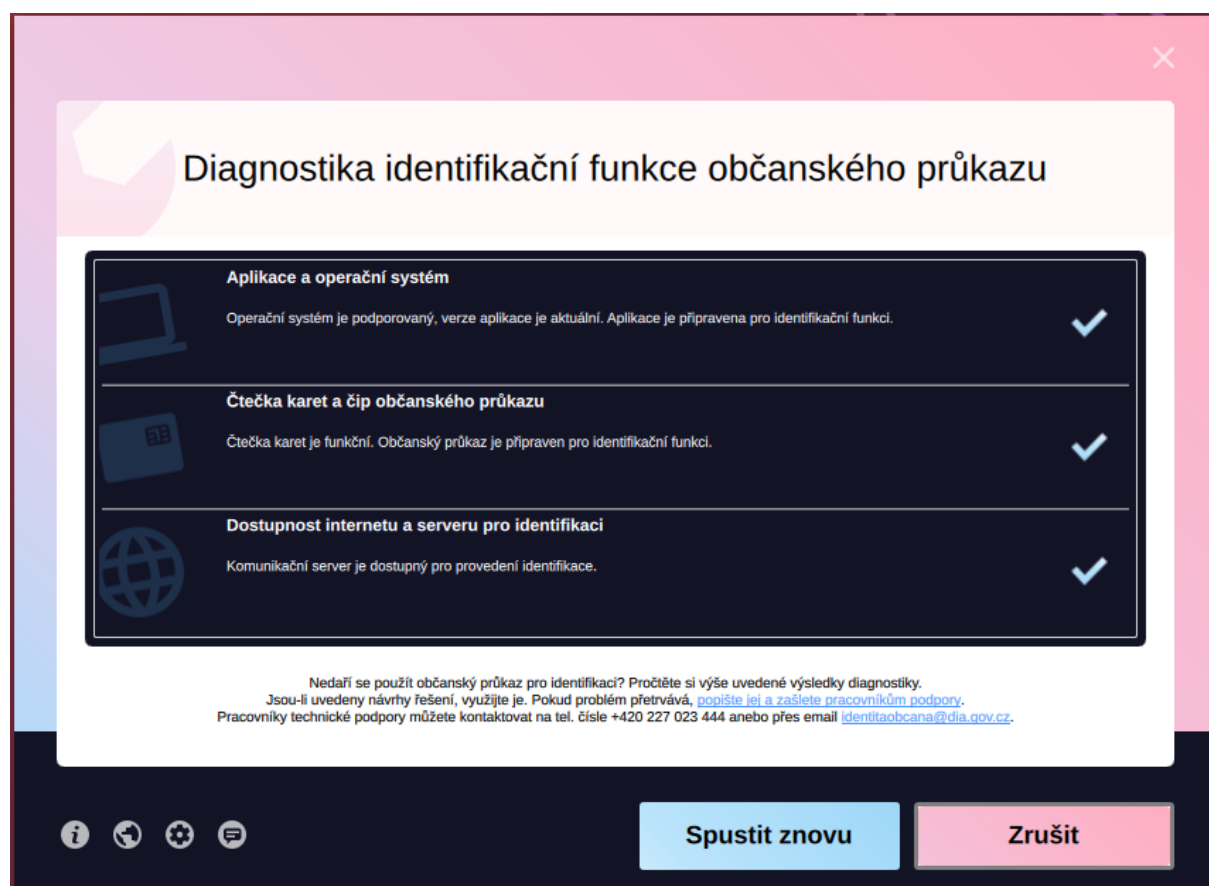 Diagnostika identifikační funkce občanského průkazu
Aplikace a operační systém
Operační systém je podporovaný, verze aplikace je aktuální. Aplikace je připravena pro identifikační funkci.
Čtečka karet a čip občanského průkazu
Čtečka karet je funkční. Občanský průkaz je připraven pro identifikační funkci.
Dostupnost internetu a serveru pro identifikaci
Komunikační server je dostupný pro provedení identifikace.
Nedaří se použít občanský průkaz pro identifikaci? Pročtěte si výše uvedené výsledky diagnostiky.
Jsou-li uvedeny návrhy řešení, využijte je. Pokud problém přetrvává, popište jej a zašlete pracovníkům podpory.
Pracovníky technické podpory můžete kontaktovat na tel. čísle +420 227 023 444 anebo přes email identitaobcana@dia.gov.cz.
Spustit znovu
Zrušit